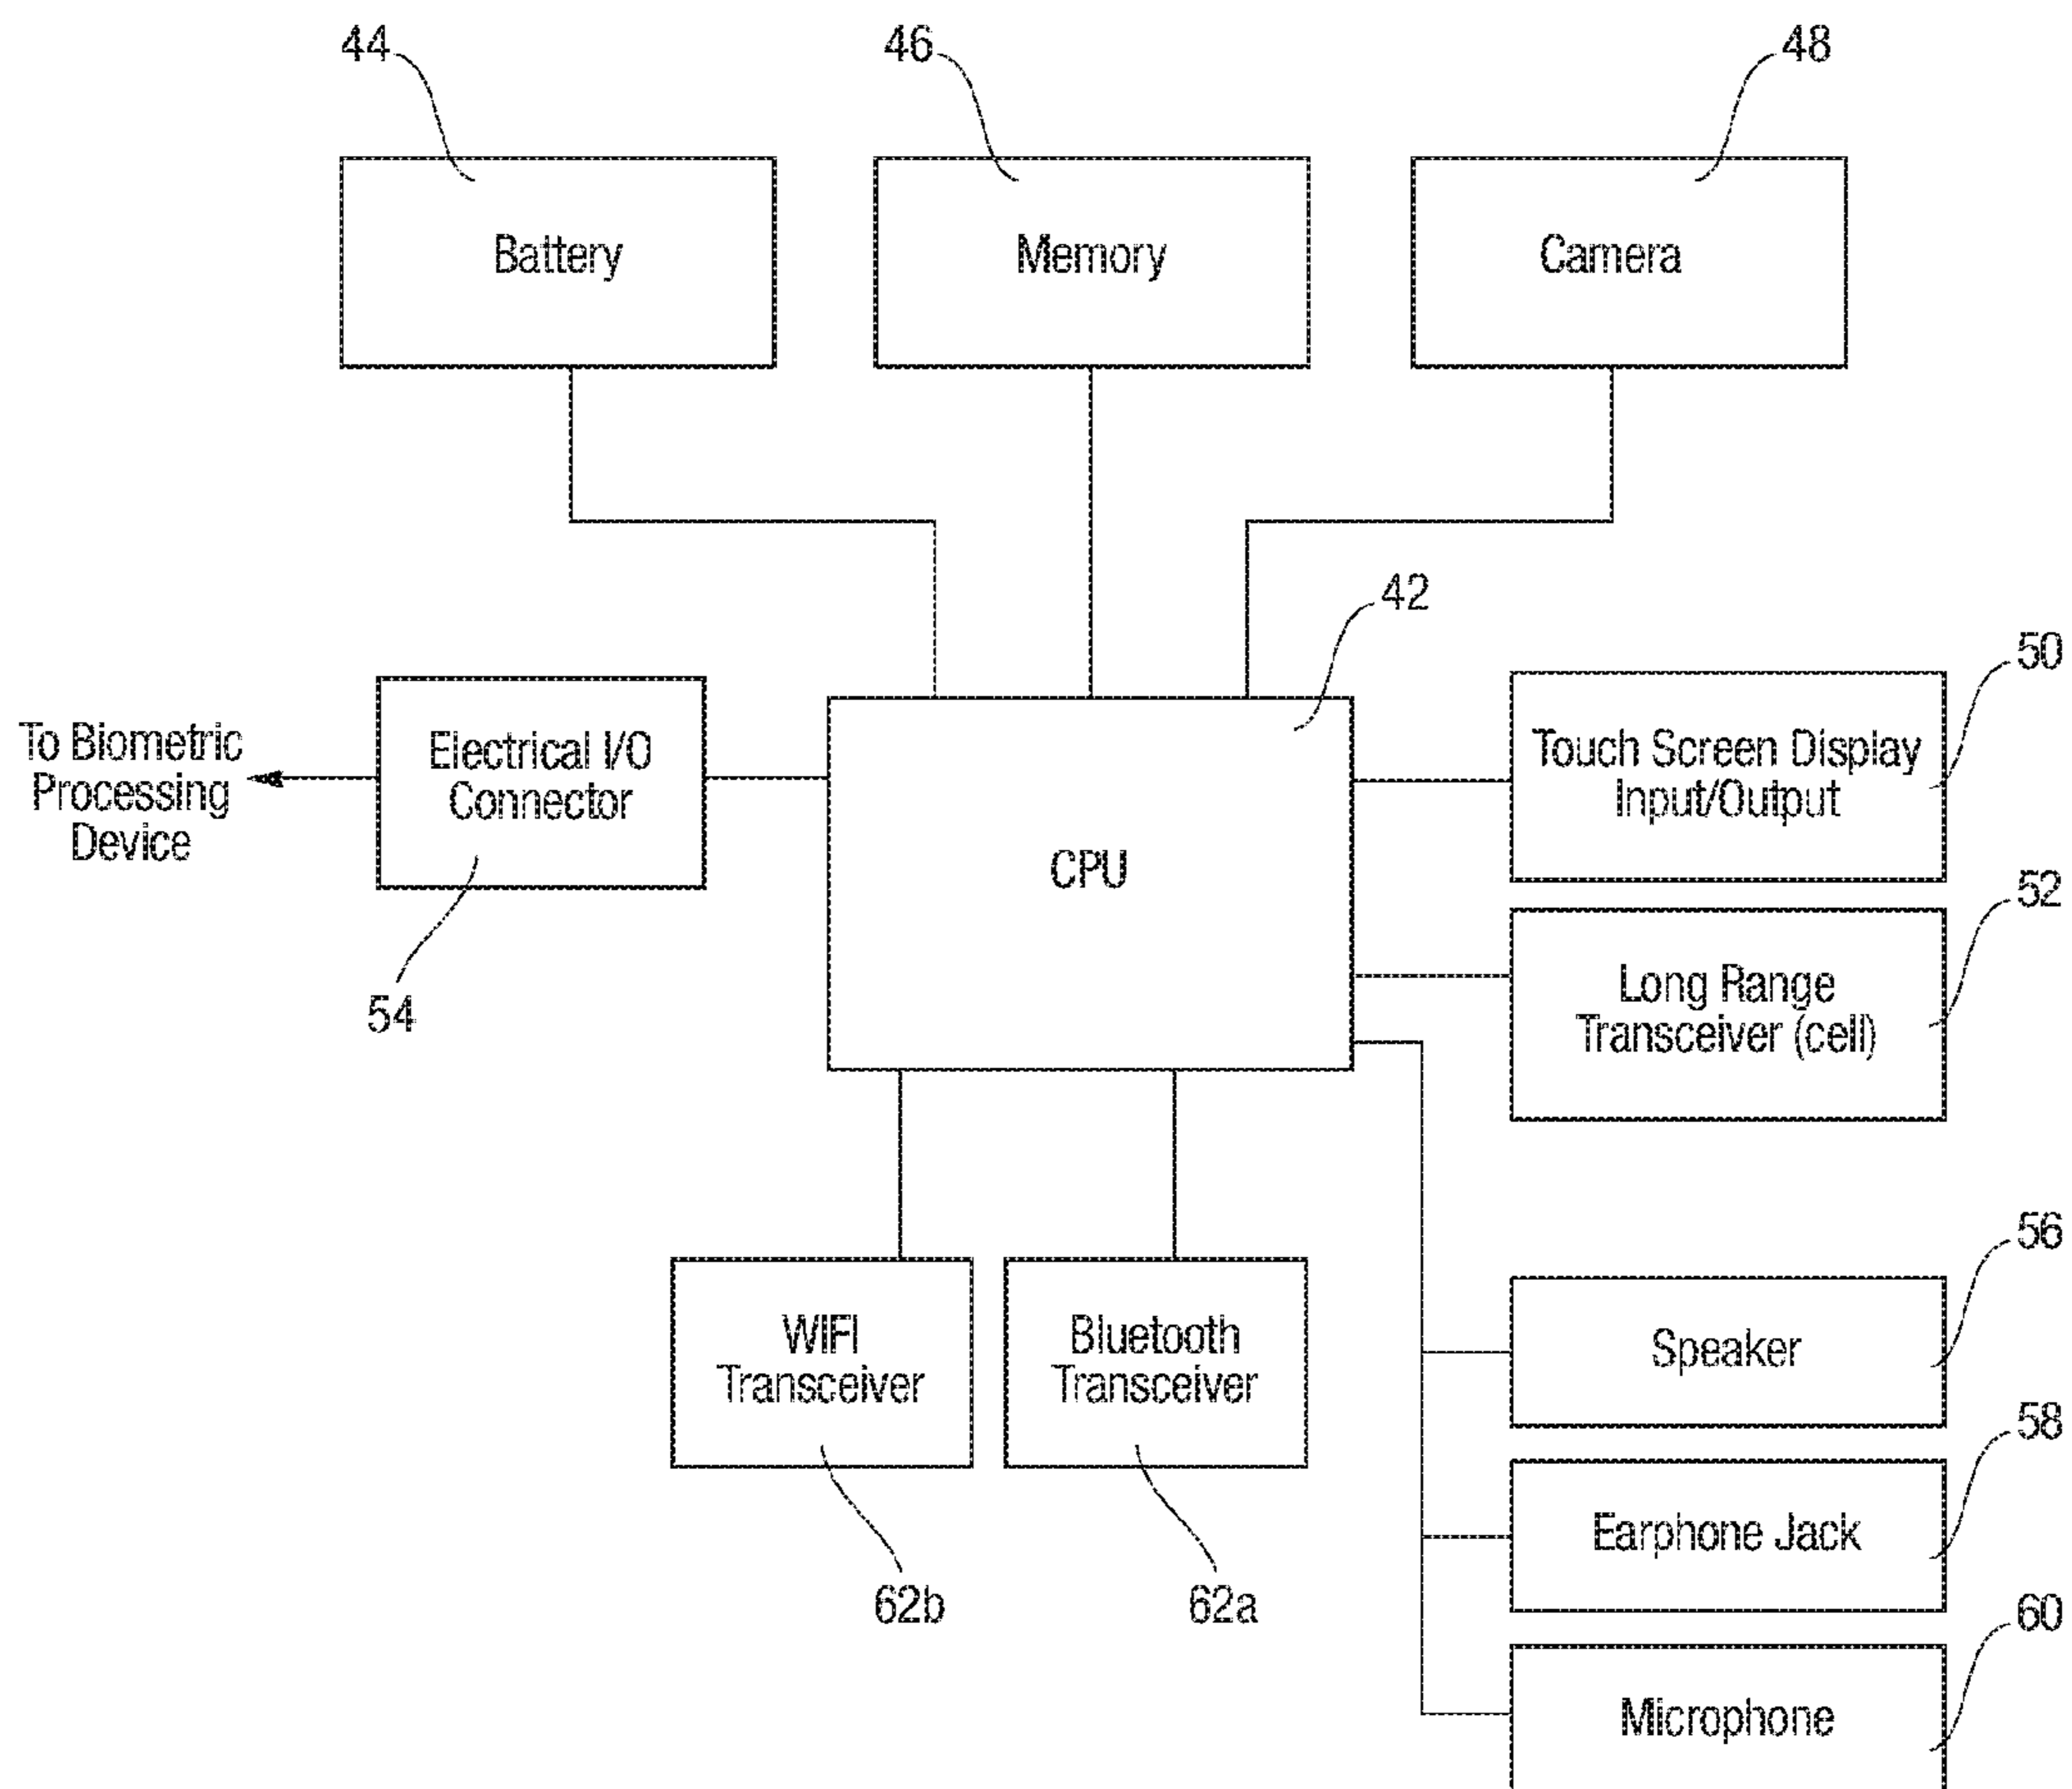 44
46
48
Battery
Memory
Camera
42
50
To Biometric
Processing
Device
Electrical I/O
Connector
54
CPU
Touch Screen Display
Input/Output
52
Long Range
Transceiver (cell)
WIFI
Transceiver
62b
Bluetooth
Transceiver
62a
56
Speaker
58
Earphone Jack
60
Microphone